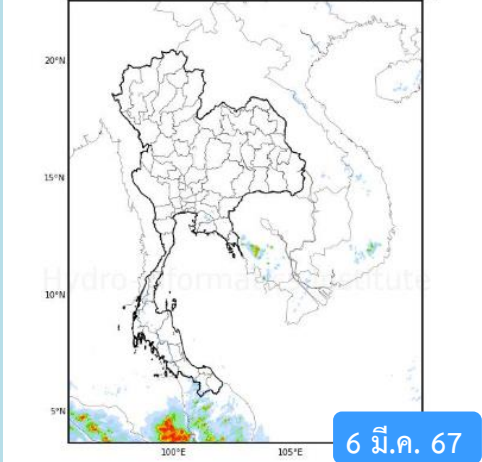 20°N
15°N
Hydro-Informatics Institute
10°N
5°N
100°E
105°E
6 มี.ค. 67